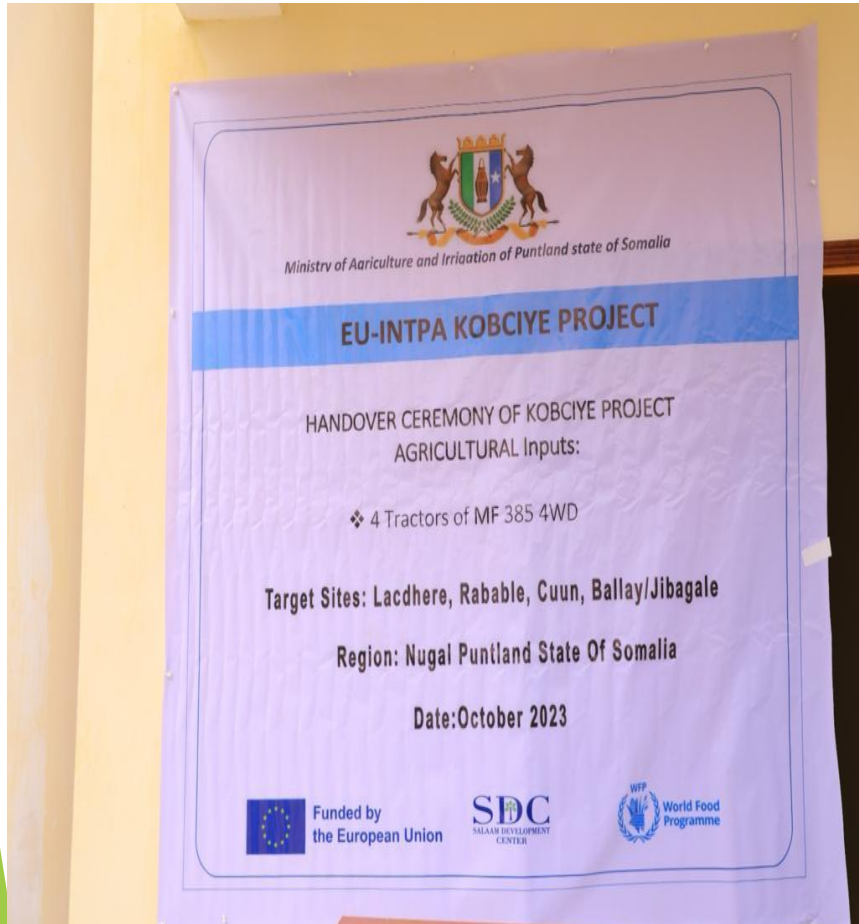 Ministry of Agriculture and Irrigation of Puntland state of Somalia
EU-INTPA KOBCIYE PROJECT
HANDOVER CEREMONY OF KOBCIYE PROJECT
AGRICULTURAL Inputs:
❖ 4 Tractors of MF 385 4WD
Target Sites: Lacdhere, Rabable, Cuun, Ballay/Jibagale
Region: Nugal Puntland State Of Somalia
Date:October 2023
Funded by
the European Union
SDC
SALAAM DEVELOPMENT
CENTER
WFP
World Food
Programme